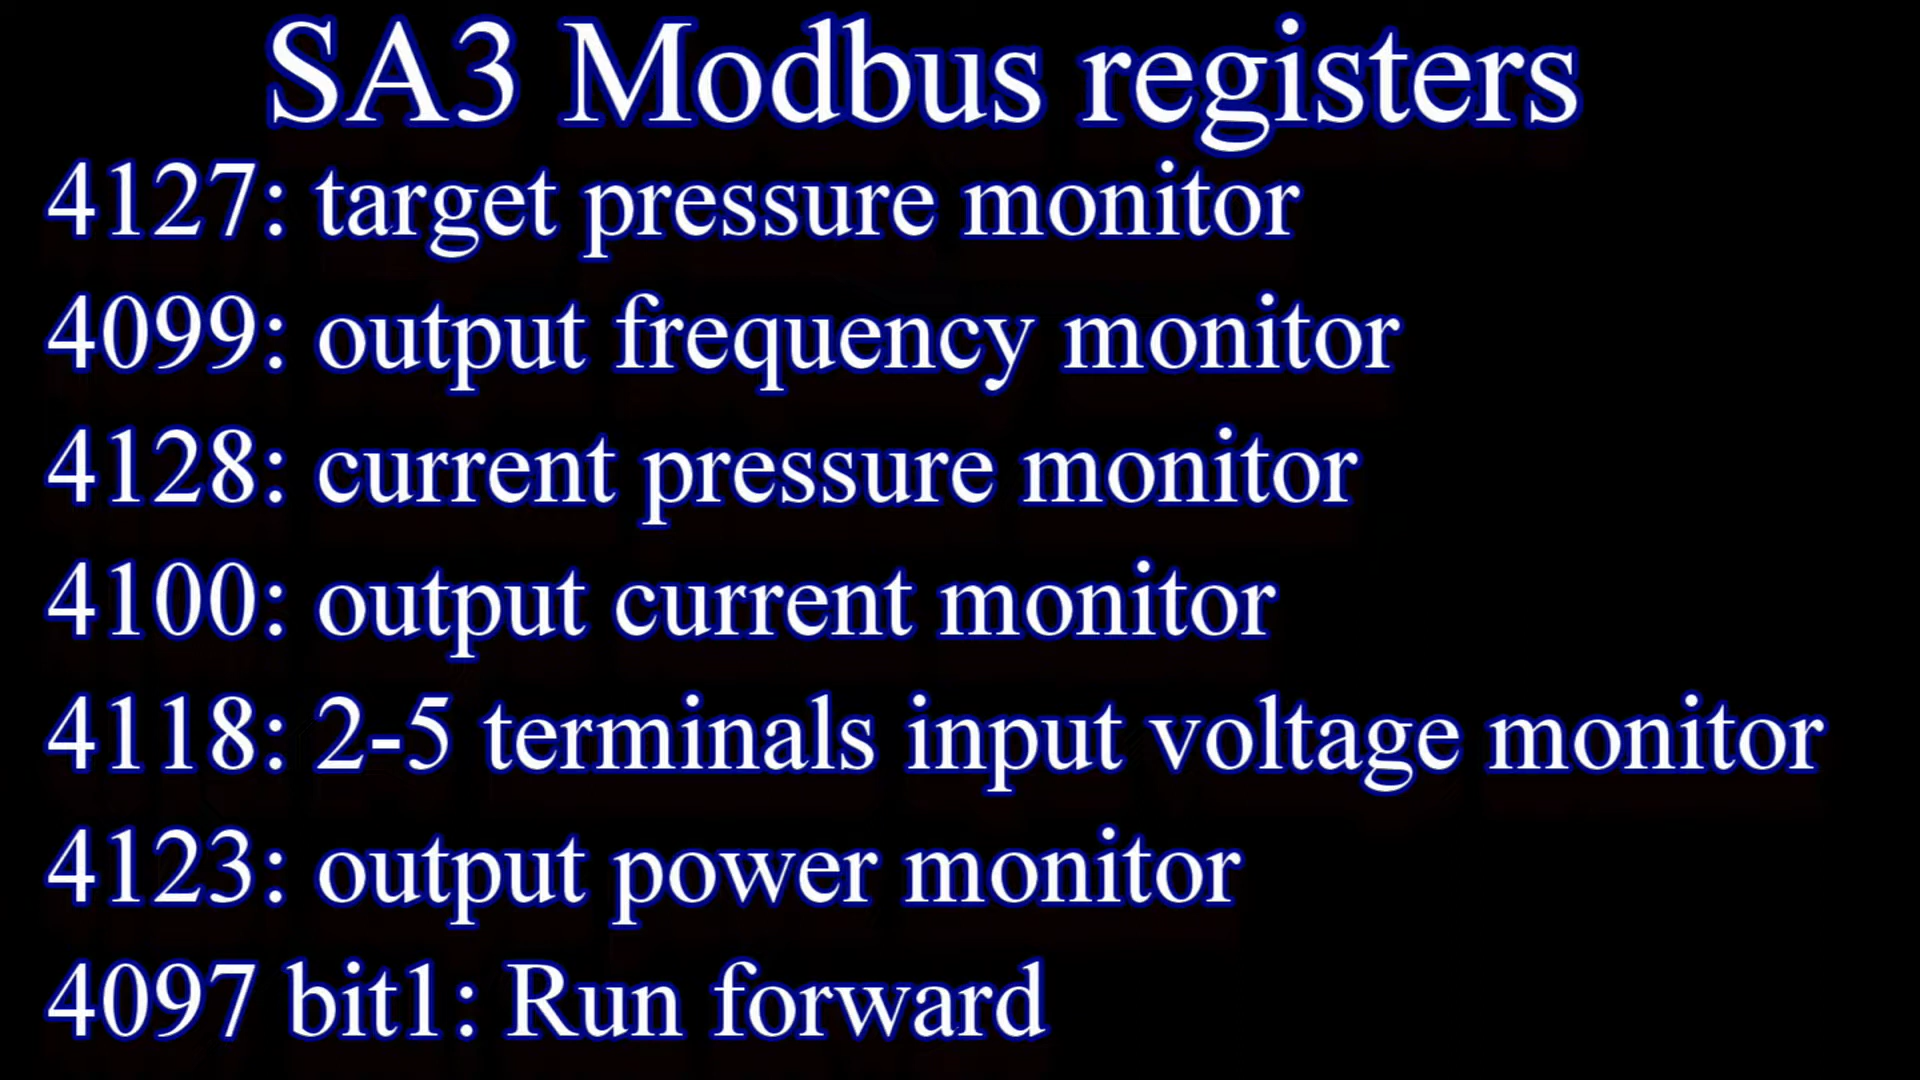 SA3 Modbus registers
4127: target pressure monitor
4099: output frequency monitor
4128: current pressure monitor
4100: output current monitor
4118: 2-5 terminals input voltage monitor
4123: output power monitor
4097 bit1: Run forward